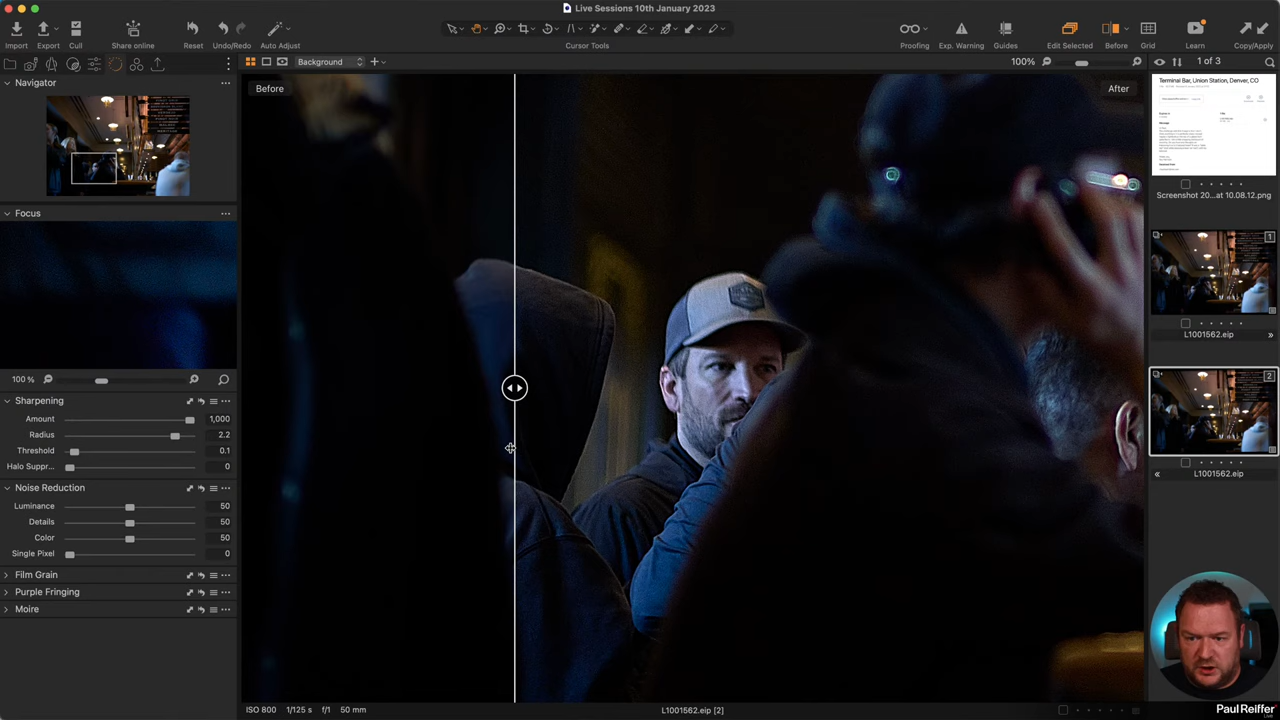 Live Sessions 10th January 2023
Import
Export
Cull
Share online
Reset
Undo/Redo
Auto Adjust
Cursor Tools
Proofing
Exp. Warning
Guides
Edit Selected
Before
Grid
Learn
Copy/Apply
Background
100%
1 of 3
Navigator
Before
After
Terminal Bar, Union Station, Denver, CO
Screenshot 20...at 10.08.12.png
Focus
1
L1001562.eip
2
L1001562.eip
100 %
Sharpening
Amount 1,000
Radius 2.2
Threshold 0.1
Halo Suppr... 0
Noise Reduction
Luminance 50
Details 50
Color 50
Single Pixel 0
Film Grain
Purple Fringing
Moire
ISO 800 1/125 s f/1 50 mm
L1001562.eip [2]
Paul Reiffer
Live